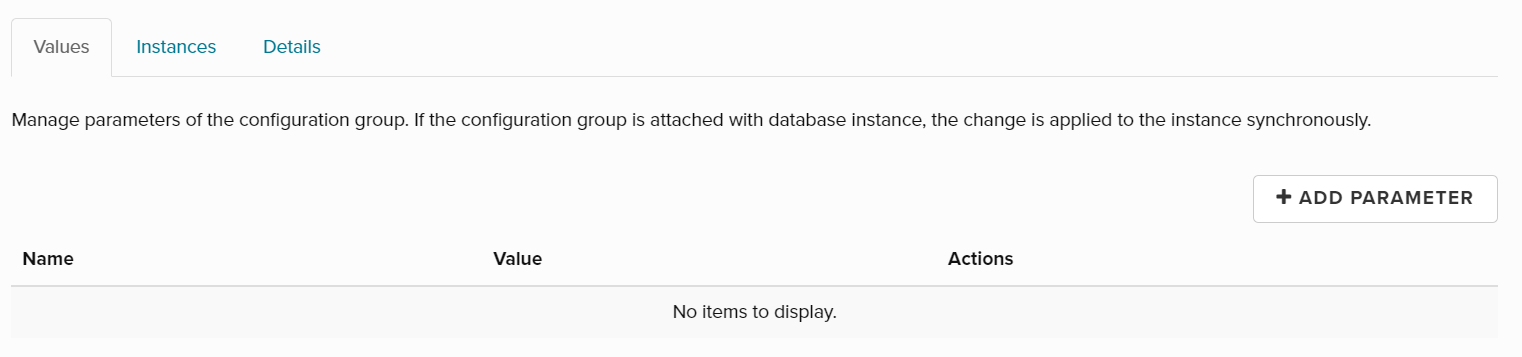 Values Instances Details
Manage parameters of the configuration group. If the configuration group is attached with database instance, the change is applied to the instance synchronously.
+ ADD PARAMETER
Name Value Actions
No items to display.